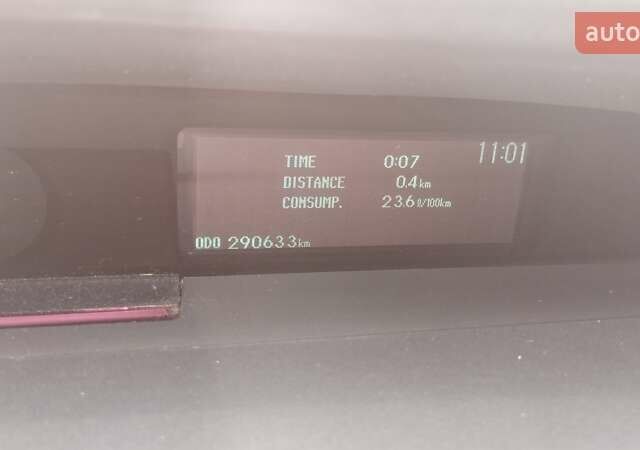 auto
11:01
TIME 0:07
DISTANCE 0.4 km
CONSUMP. 23.6 ℓ/100km
ODO 290633 km